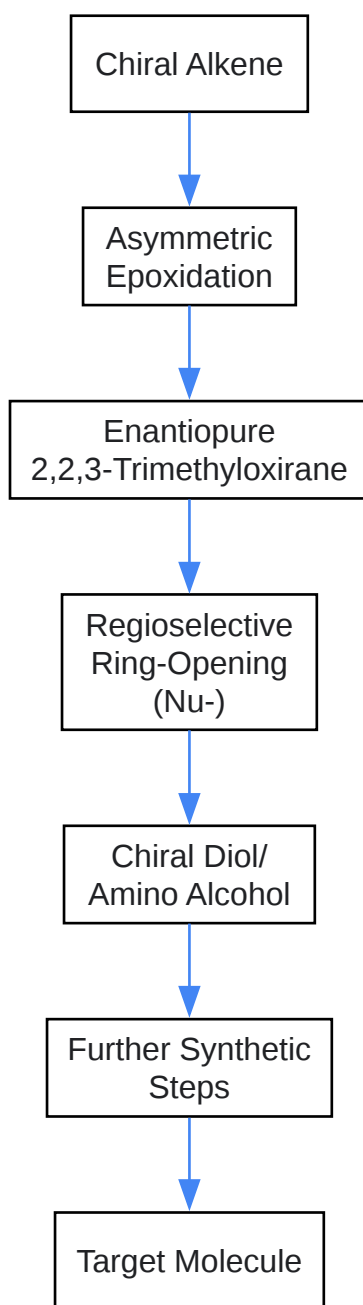 Chiral Alkene
Asymmetric
Epoxidation
Enantiopure
2,2,3-Trimethyloxirane
Regioselective
Ring-Opening
(Nu-)
Chiral Diol/
Amino Alcohol
Further Synthetic
Steps
Target Molecule